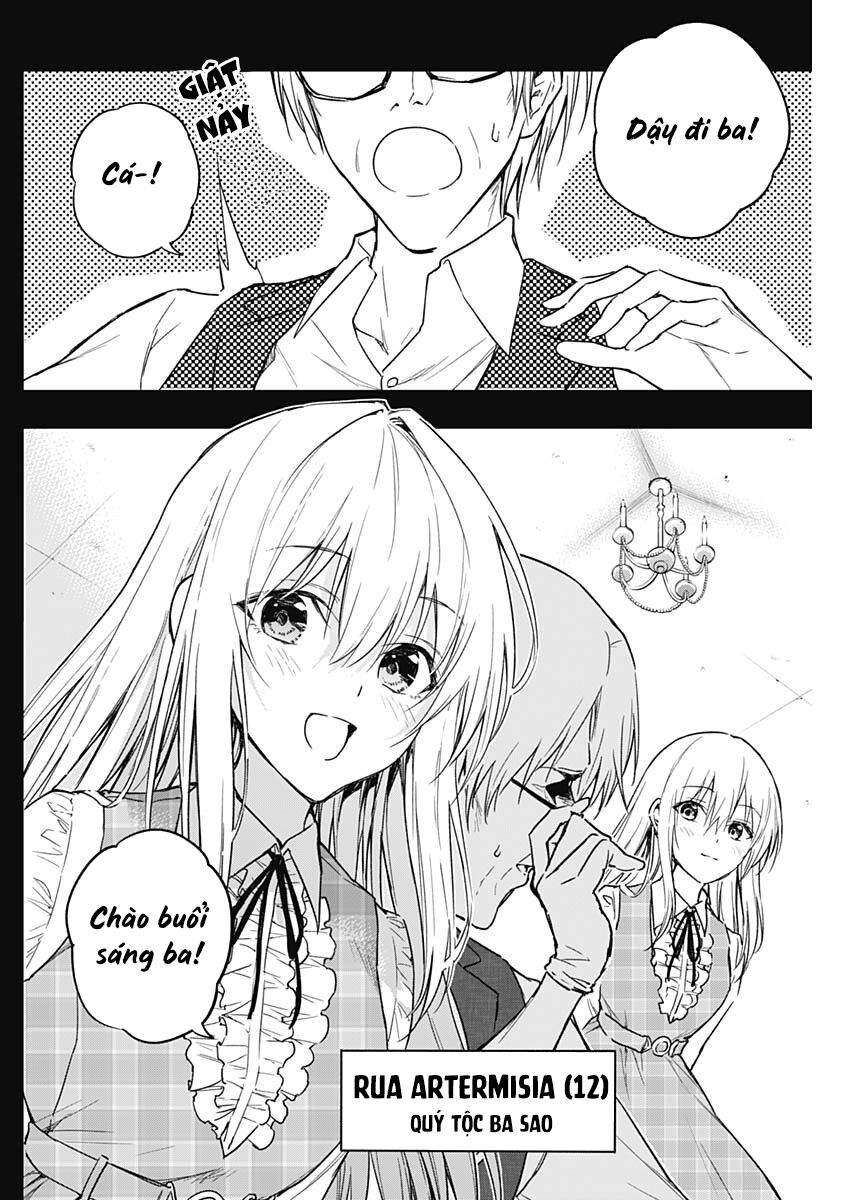 Dậy đi ba!
GIẬT
NẢY
Cá-!
Chào buổi
sáng ba!
RUA ARTERMISIA (12)
QUÝ TỘC BA SAO